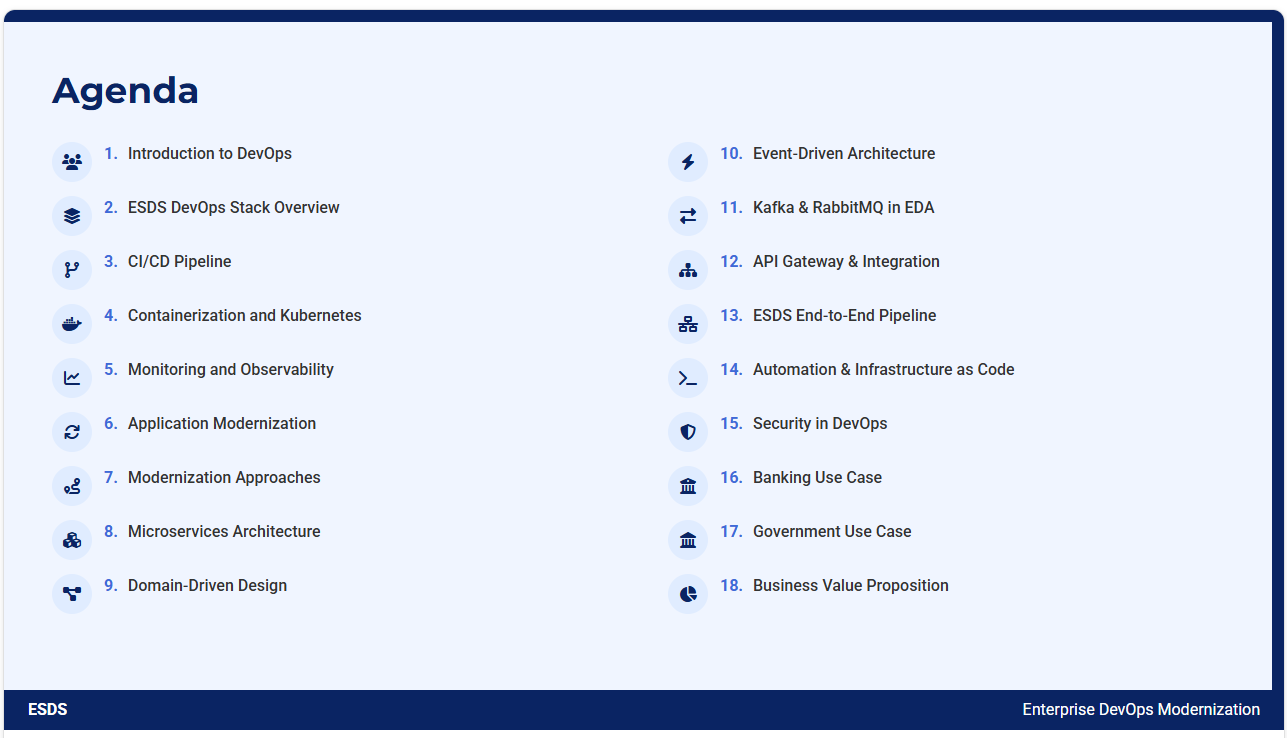 Agenda
1. Introduction to DevOps
2. ESDS DevOps Stack Overview
3. CI/CD Pipeline
4. Containerization and Kubernetes
5. Monitoring and Observability
6. Application Modernization
7. Modernization Approaches
8. Microservices Architecture
9. Domain-Driven Design
10. Event-Driven Architecture
11. Kafka & RabbitMQ in EDA
12. API Gateway & Integration
13. ESDS End-to-End Pipeline
14. Automation & Infrastructure as Code
15. Security in DevOps
16. Banking Use Case
17. Government Use Case
18. Business Value Proposition
ESDS
Enterprise DevOps Modernization